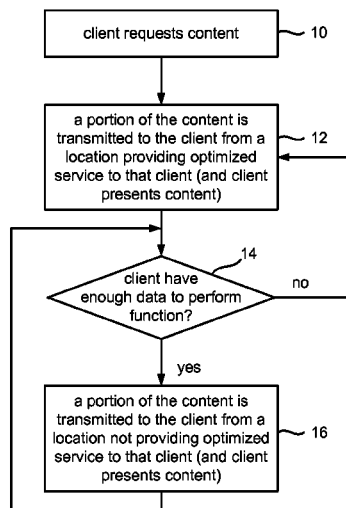 client requests content
10
a portion of the content is
transmitted to the client from a
location providing optimized
service to that client (and client
presents content)
12
14
client have
enough data to perform
function?
no
yes
a portion of the content is
transmitted to the client from a
location not providing optimized
service to that client (and client
presents content)
16